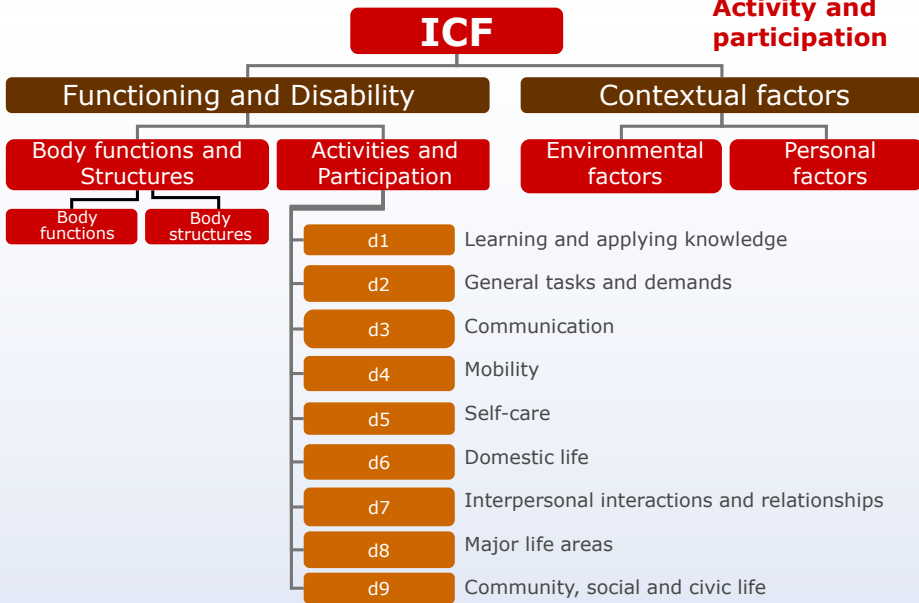 Activity and
participation
ICF
Functioning and Disability
Contextual factors
Body functions and
Structures
Activities and
Participation
Environmental
factors
Personal
factors
Body
functions
Body
structures
d1 Learning and applying knowledge
d2 General tasks and demands
d3 Communication
d4 Mobility
d5 Self-care
d6 Domestic life
d7 Interpersonal interactions and relationships
d8 Major life areas
d9 Community, social and civic life